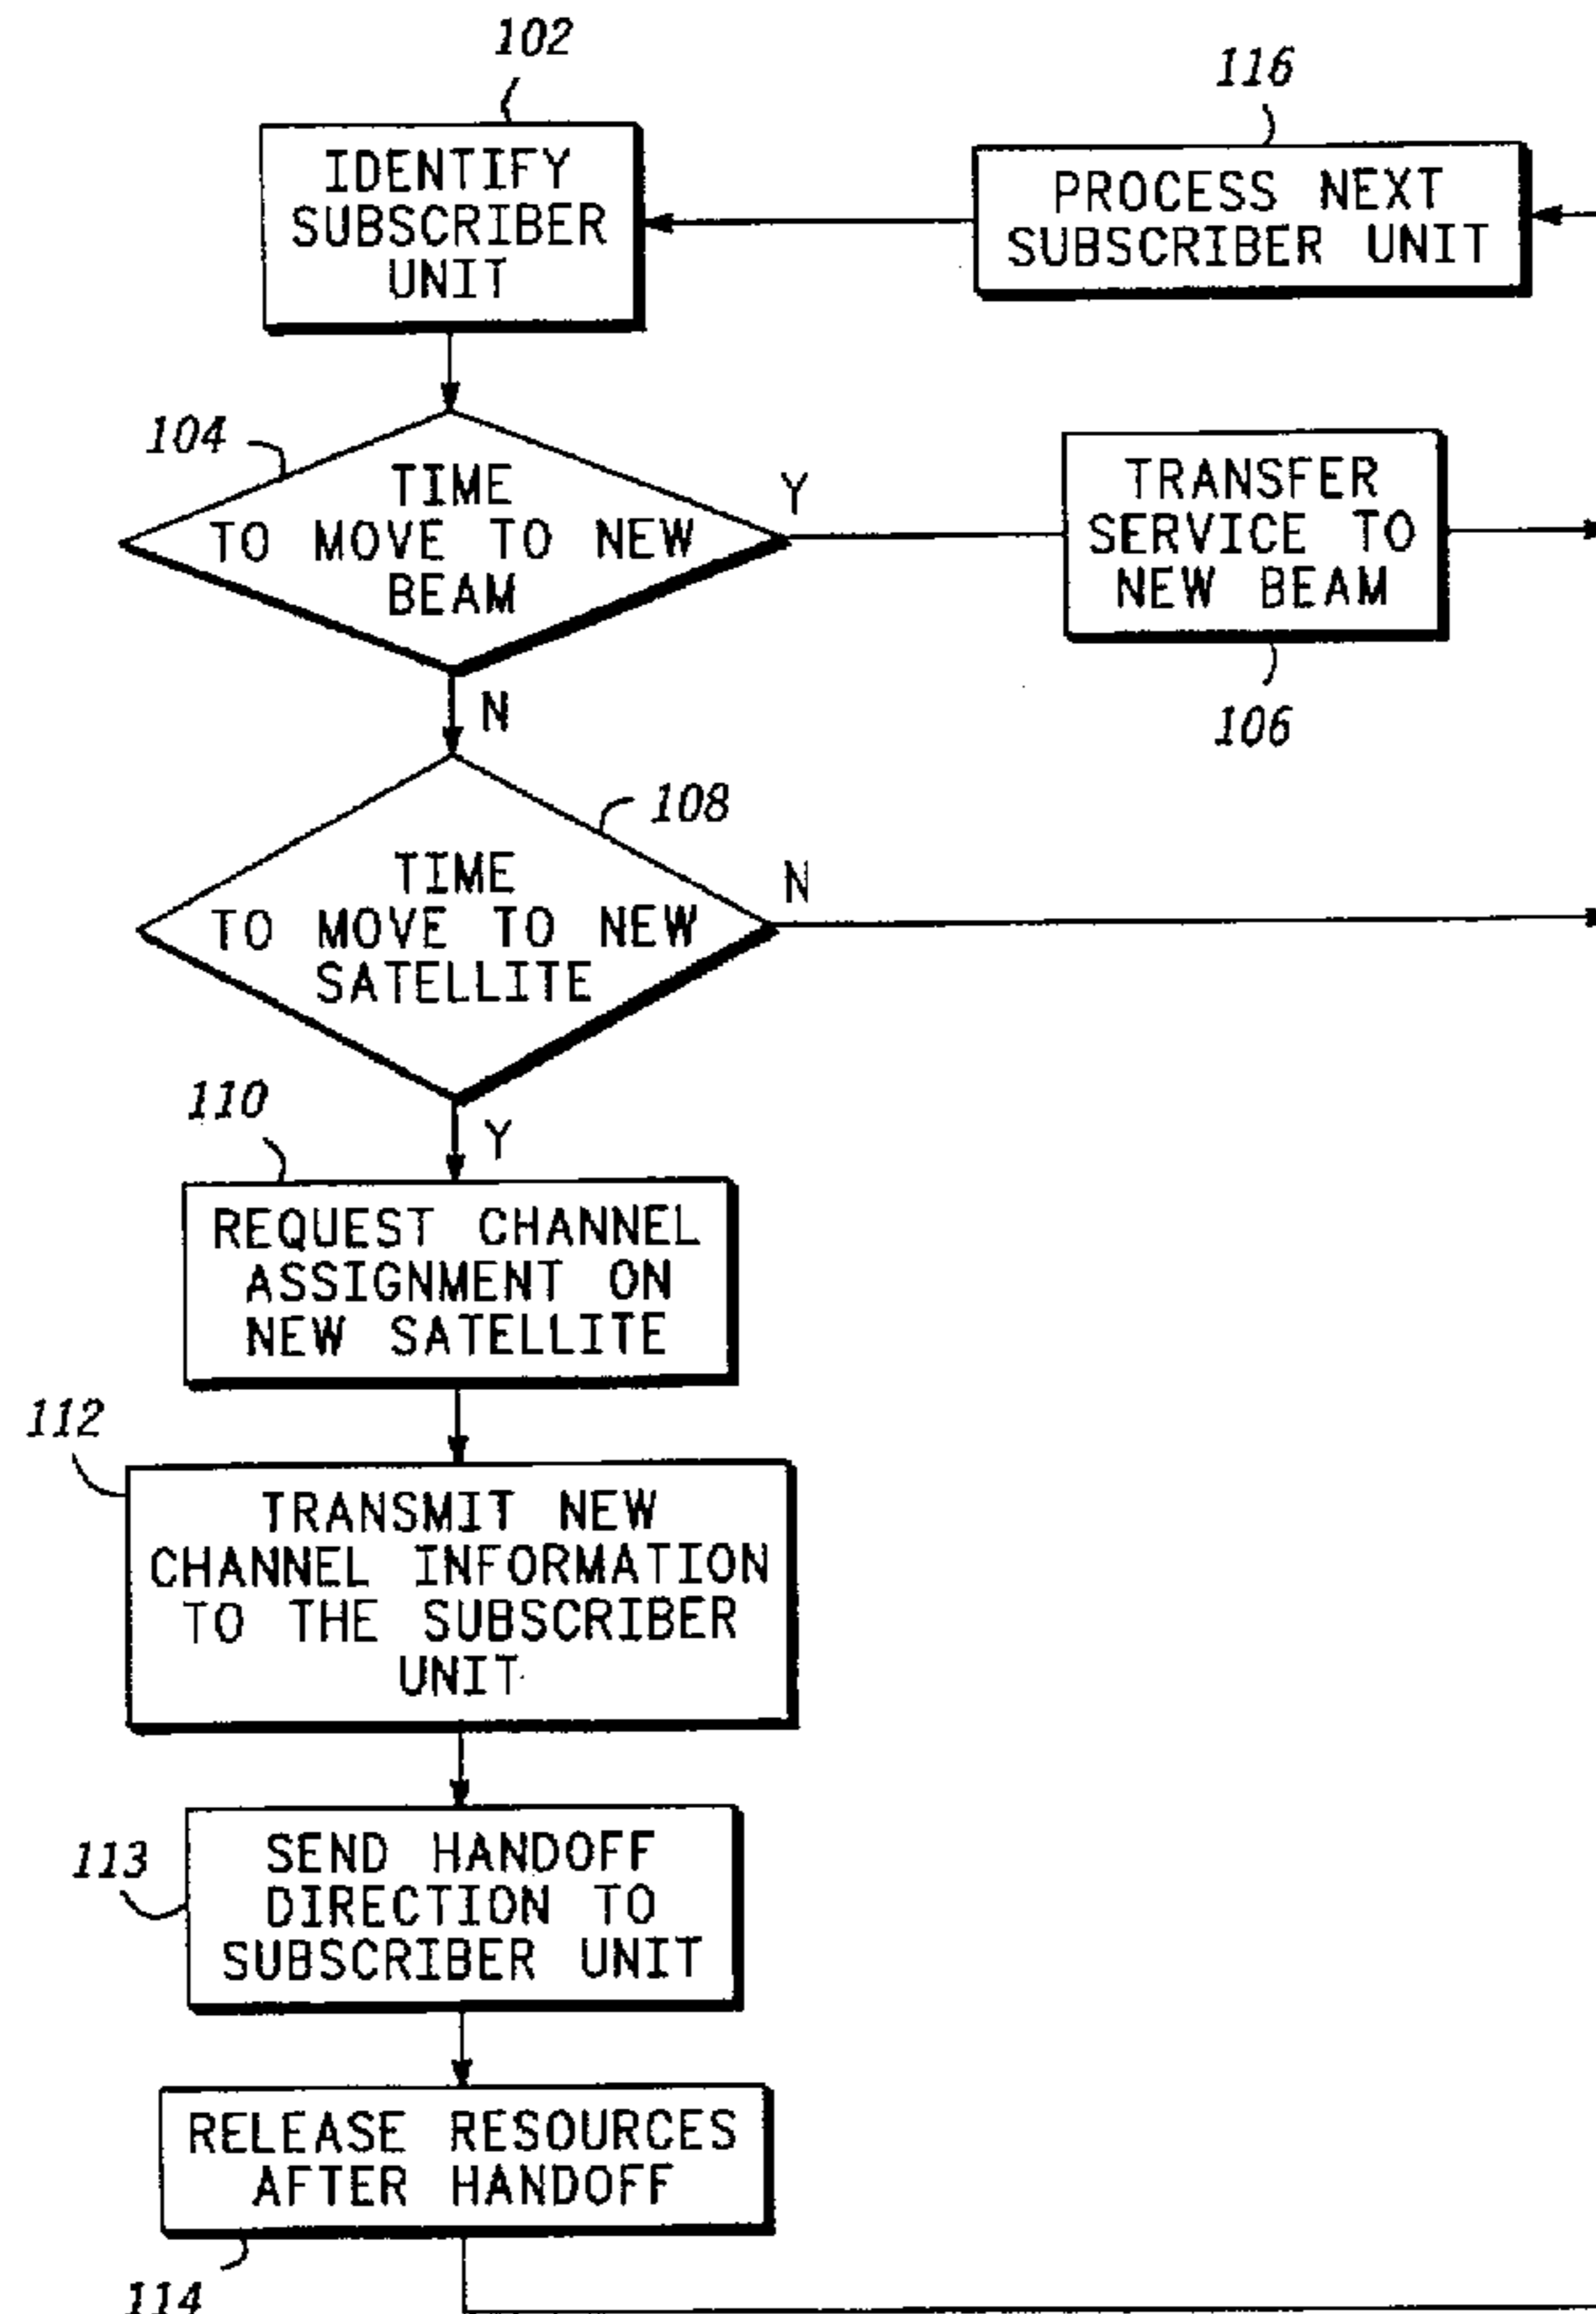 102
IDENTIFY
SUBSCRIBER
UNIT
116
PROCESS NEXT
SUBSCRIBER UNIT
104
TIME
TO MOVE TO NEW
BEAM
Y
TRANSFER
SERVICE TO
NEW BEAM
106
N
108
TIME
TO MOVE TO NEW
SATELLITE
N
Y
110
REQUEST CHANNEL
ASSIGNMENT ON
NEW SATELLITE
112
TRANSMIT NEW
CHANNEL INFORMATION
TO THE SUBSCRIBER
UNIT
113
SEND HANDOFF
DIRECTION TO
SUBSCRIBER UNIT
RELEASE RESOURCES
AFTER HANDOFF
114